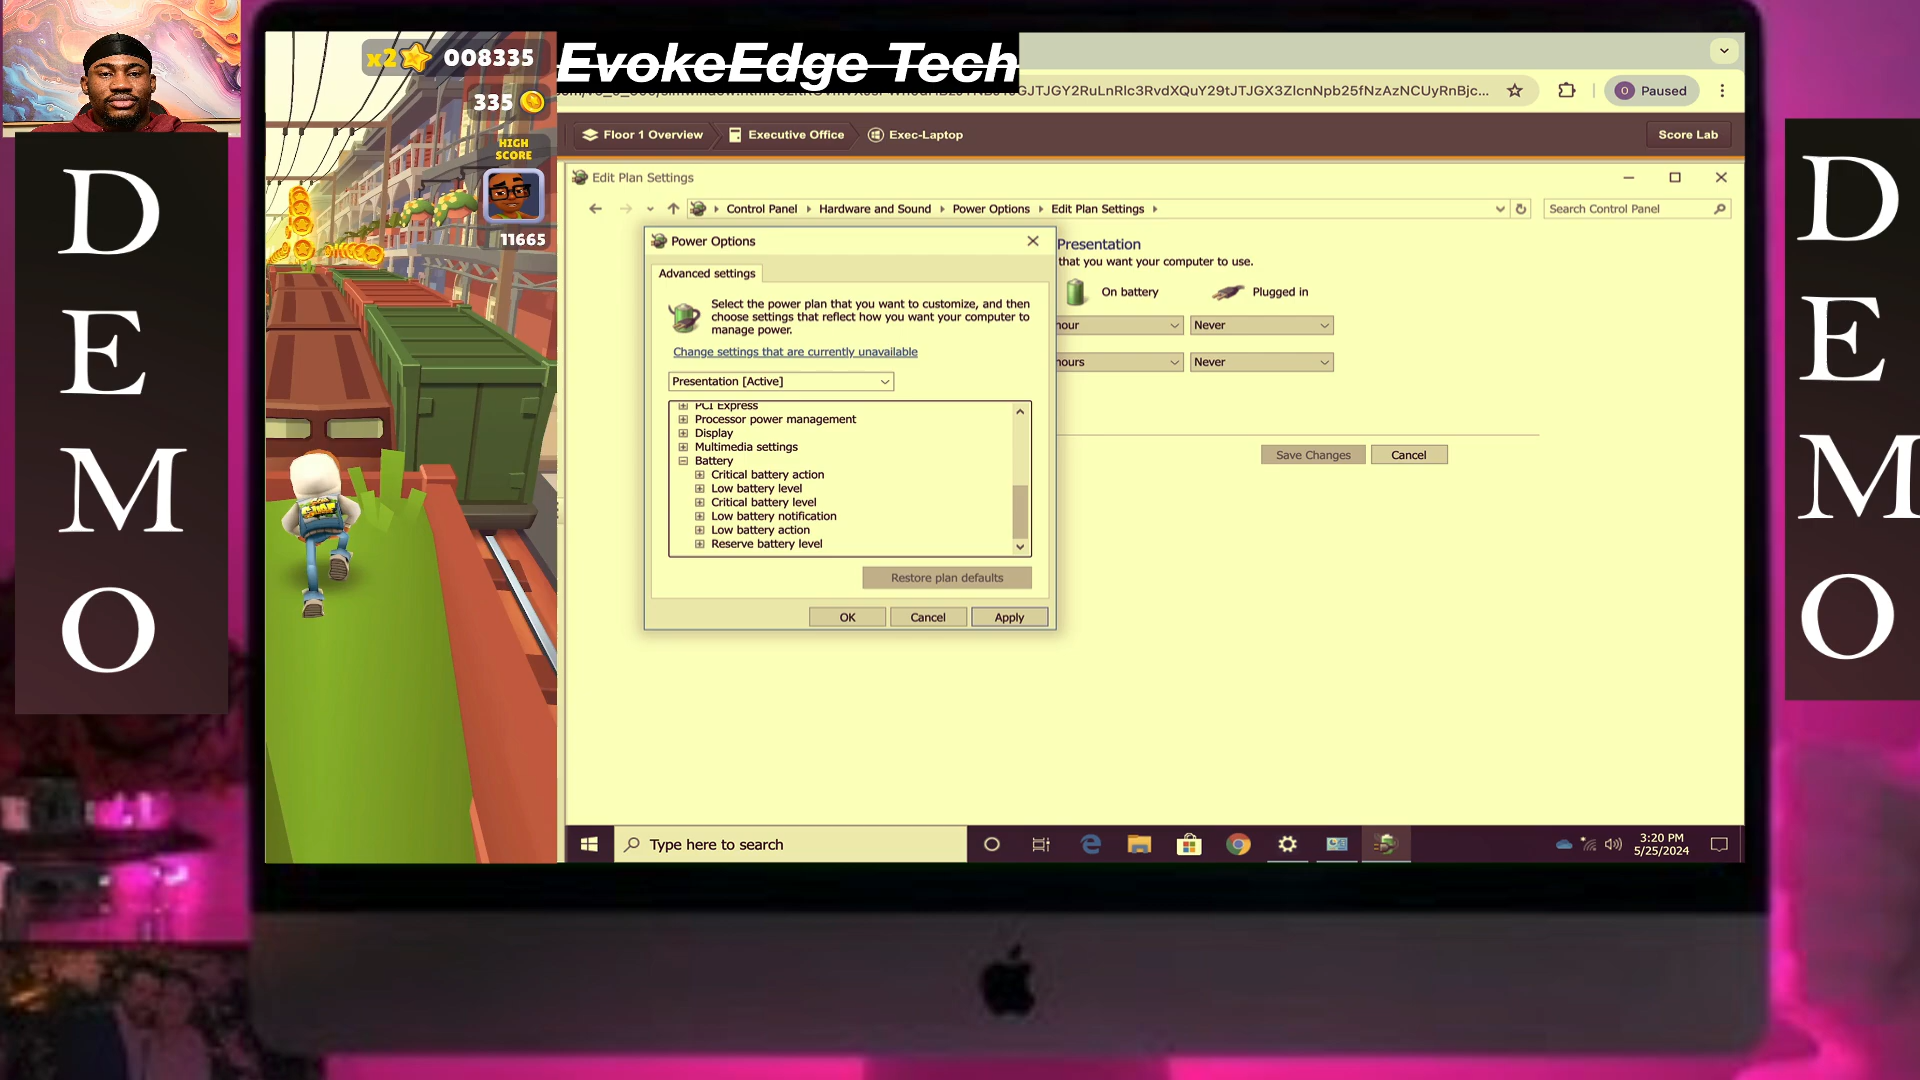 x2 008335
335
HIGH
SCORE
11665
EvokeEdge Tech
Paused
Floor 1 Overview
Executive Office
Exec-Laptop
Score Lab
Edit Plan Settings
Control Panel
Hardware and Sound
Power Options
Edit Plan Settings
Search Control Panel
Power Options
Advanced settings
Select the power plan that you want to customize, and then
choose settings that reflect how you want your computer to
manage power.
Change settings that are currently unavailable
Presentation [Active]
PCI Express
Processor power management
Display
Multimedia settings
Battery
Critical battery action
Low battery level
Critical battery level
Low battery notification
Low battery action
Reserve battery level
Restore plan defaults
OK Cancel Apply
Presentation
that you want your computer to use.
On battery Plugged in
hour Never
hours Never
Save Changes Cancel
Type here to search
3:20 PM
5/25/2024
D
E
M
O
D
E
M
O